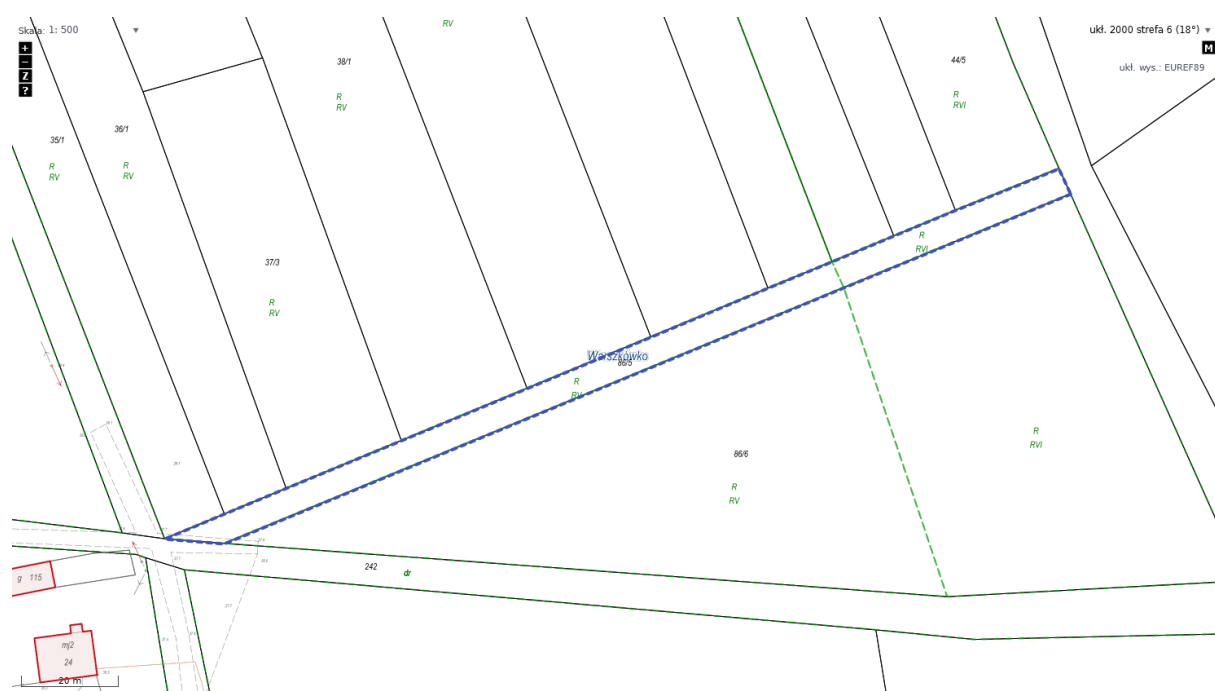 Skala: 1: 500
ukł. 2000 strefa 6 (18°)
+
−
Z
?
M
ukł. wys.: EUREF89
RV
38/1
R
RV
44/5
R
RVI
35/1
R
RV
36/1
R
RV
37/3
R
RV
R
RVI
Warszkówko
86/5
R
RV
86/6
R
RV
R
RVI
242
dr
g 115
mj2
24
20 m